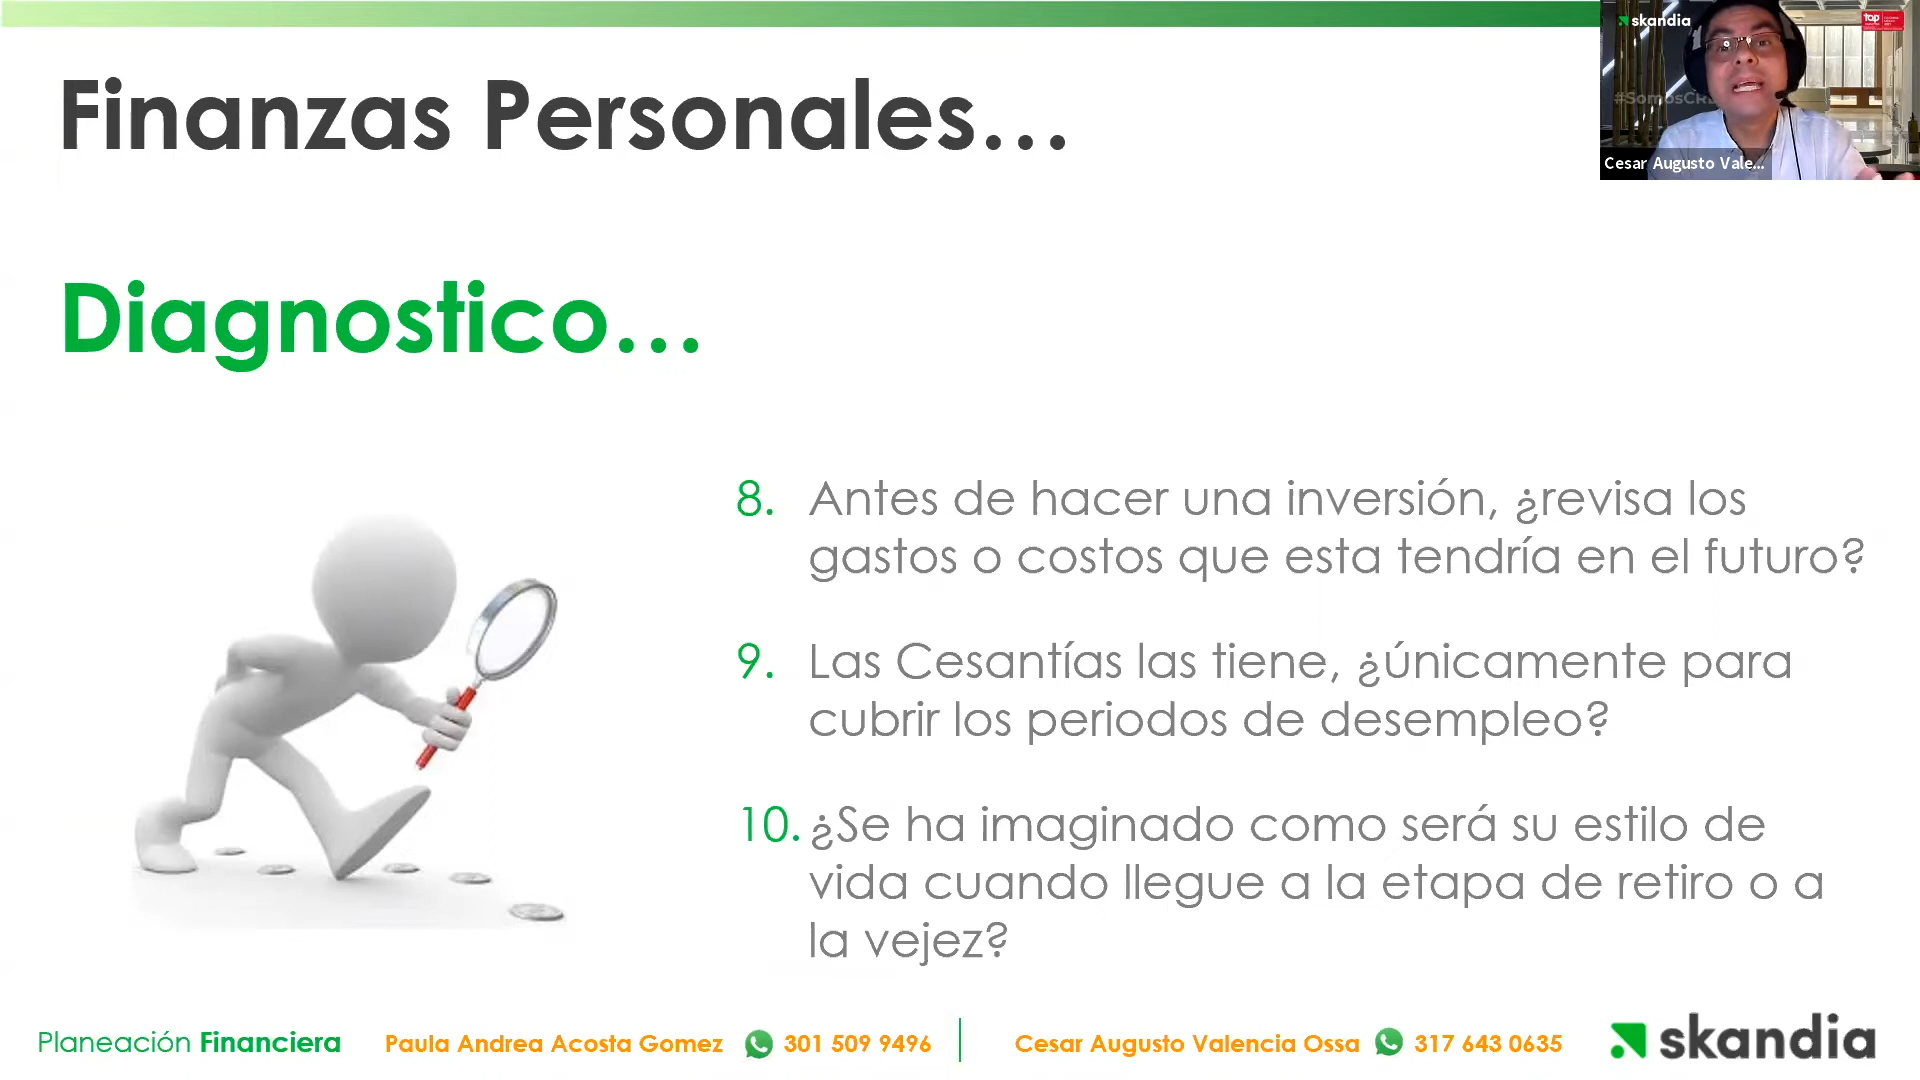 Finanzas Personales...
skandia
top
#SomosCRE
Cesar Augusto Vale...
Diagnostico...
8. Antes de hacer una inversión, ¿revisa los
gastos o costos que esta tendría en el futuro?
9. Las Cesantías las tiene, ¿únicamente para
cubrir los periodos de desempleo?
10. ¿Se ha imaginado como será su estilo de
vida cuando llegue a la etapa de retiro o a
la vejez?
Planeación Financiera Paula Andrea Acosta Gomez 301 509 9496 Cesar Augusto Valencia Ossa 317 643 0635 skandia